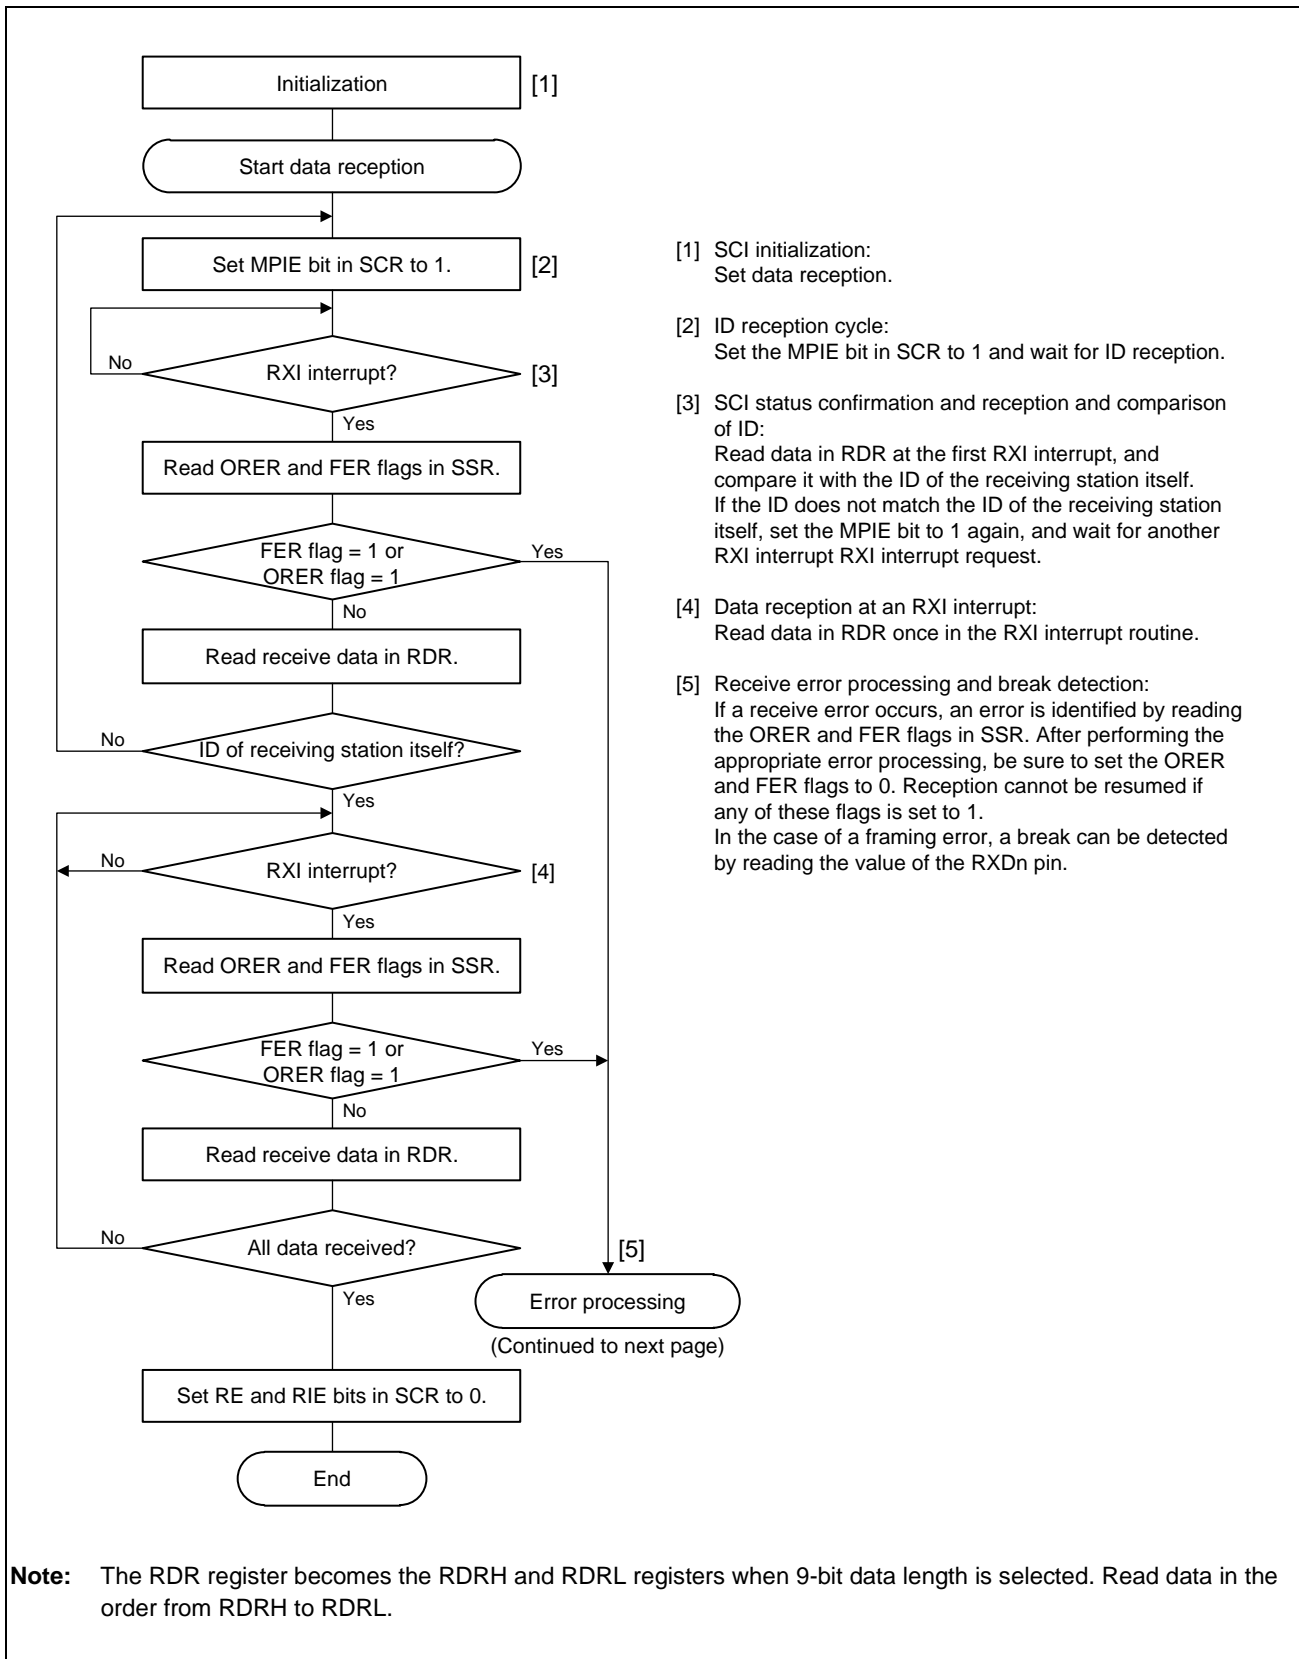 Initialization
[1]
Start data reception
Set MPIE bit in SCR to 1.
[2]
No
RXI interrupt?
[3]
Yes
Read ORER and FER flags in SSR.
FER flag = 1 or
ORER flag = 1
Yes
No
Read receive data in RDR.
No
ID of receiving station itself?
Yes
No
RXI interrupt?
[4]
Yes
Read ORER and FER flags in SSR.
FER flag = 1 or
ORER flag = 1
Yes
No
Read receive data in RDR.
No
All data received?
[5]
Yes
Error processing
(Continued to next page)
Set RE and RIE bits in SCR to 0.
End
[1] SCI initialization:
Set data reception.
[2] ID reception cycle:
Set the MPIE bit in SCR to 1 and wait for ID reception.
[3] SCI status confirmation and reception and comparison
of ID:
Read data in RDR at the first RXI interrupt, and
compare it with the ID of the receiving station itself.
If the ID does not match the ID of the receiving station
itself, set the MPIE bit to 1 again, and wait for another
RXI interrupt RXI interrupt request.
[4] Data reception at an RXI interrupt:
Read data in RDR once in the RXI interrupt routine.
[5] Receive error processing and break detection:
If a receive error occurs, an error is identified by reading
the ORER and FER flags in SSR. After performing the
appropriate error processing, be sure to set the ORER
and FER flags to 0. Reception cannot be resumed if
any of these flags is set to 1.
In the case of a framing error, a break can be detected
by reading the value of the RXDn pin.
Note: The RDR register becomes the RDRH and RDRL registers when 9-bit data length is selected. Read data in the
order from RDRH to RDRL.